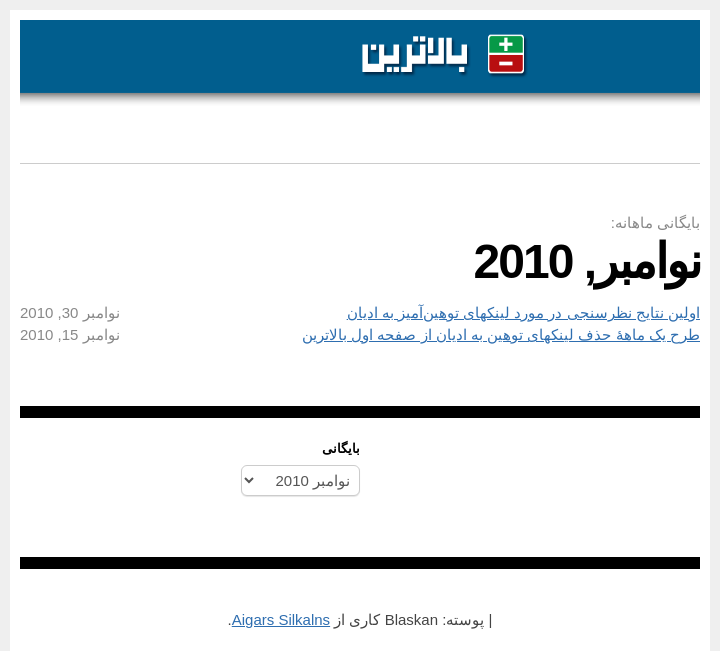 بالاترین
بایگانی ماهانه:
نوامبر, 2010
اولین نتایج نظرسنجی در مورد لینکهای توهین‌آمیز به ادیان نوامبر 30, 2010
طرح یک ماههٔ حذف لینکهای توهین به ادیان از صفحه اول بالاترین نوامبر 15, 2010
بایگانی
نوامبر 2010
| پوسته: Blaskan کاری از Aigars Silkalns.